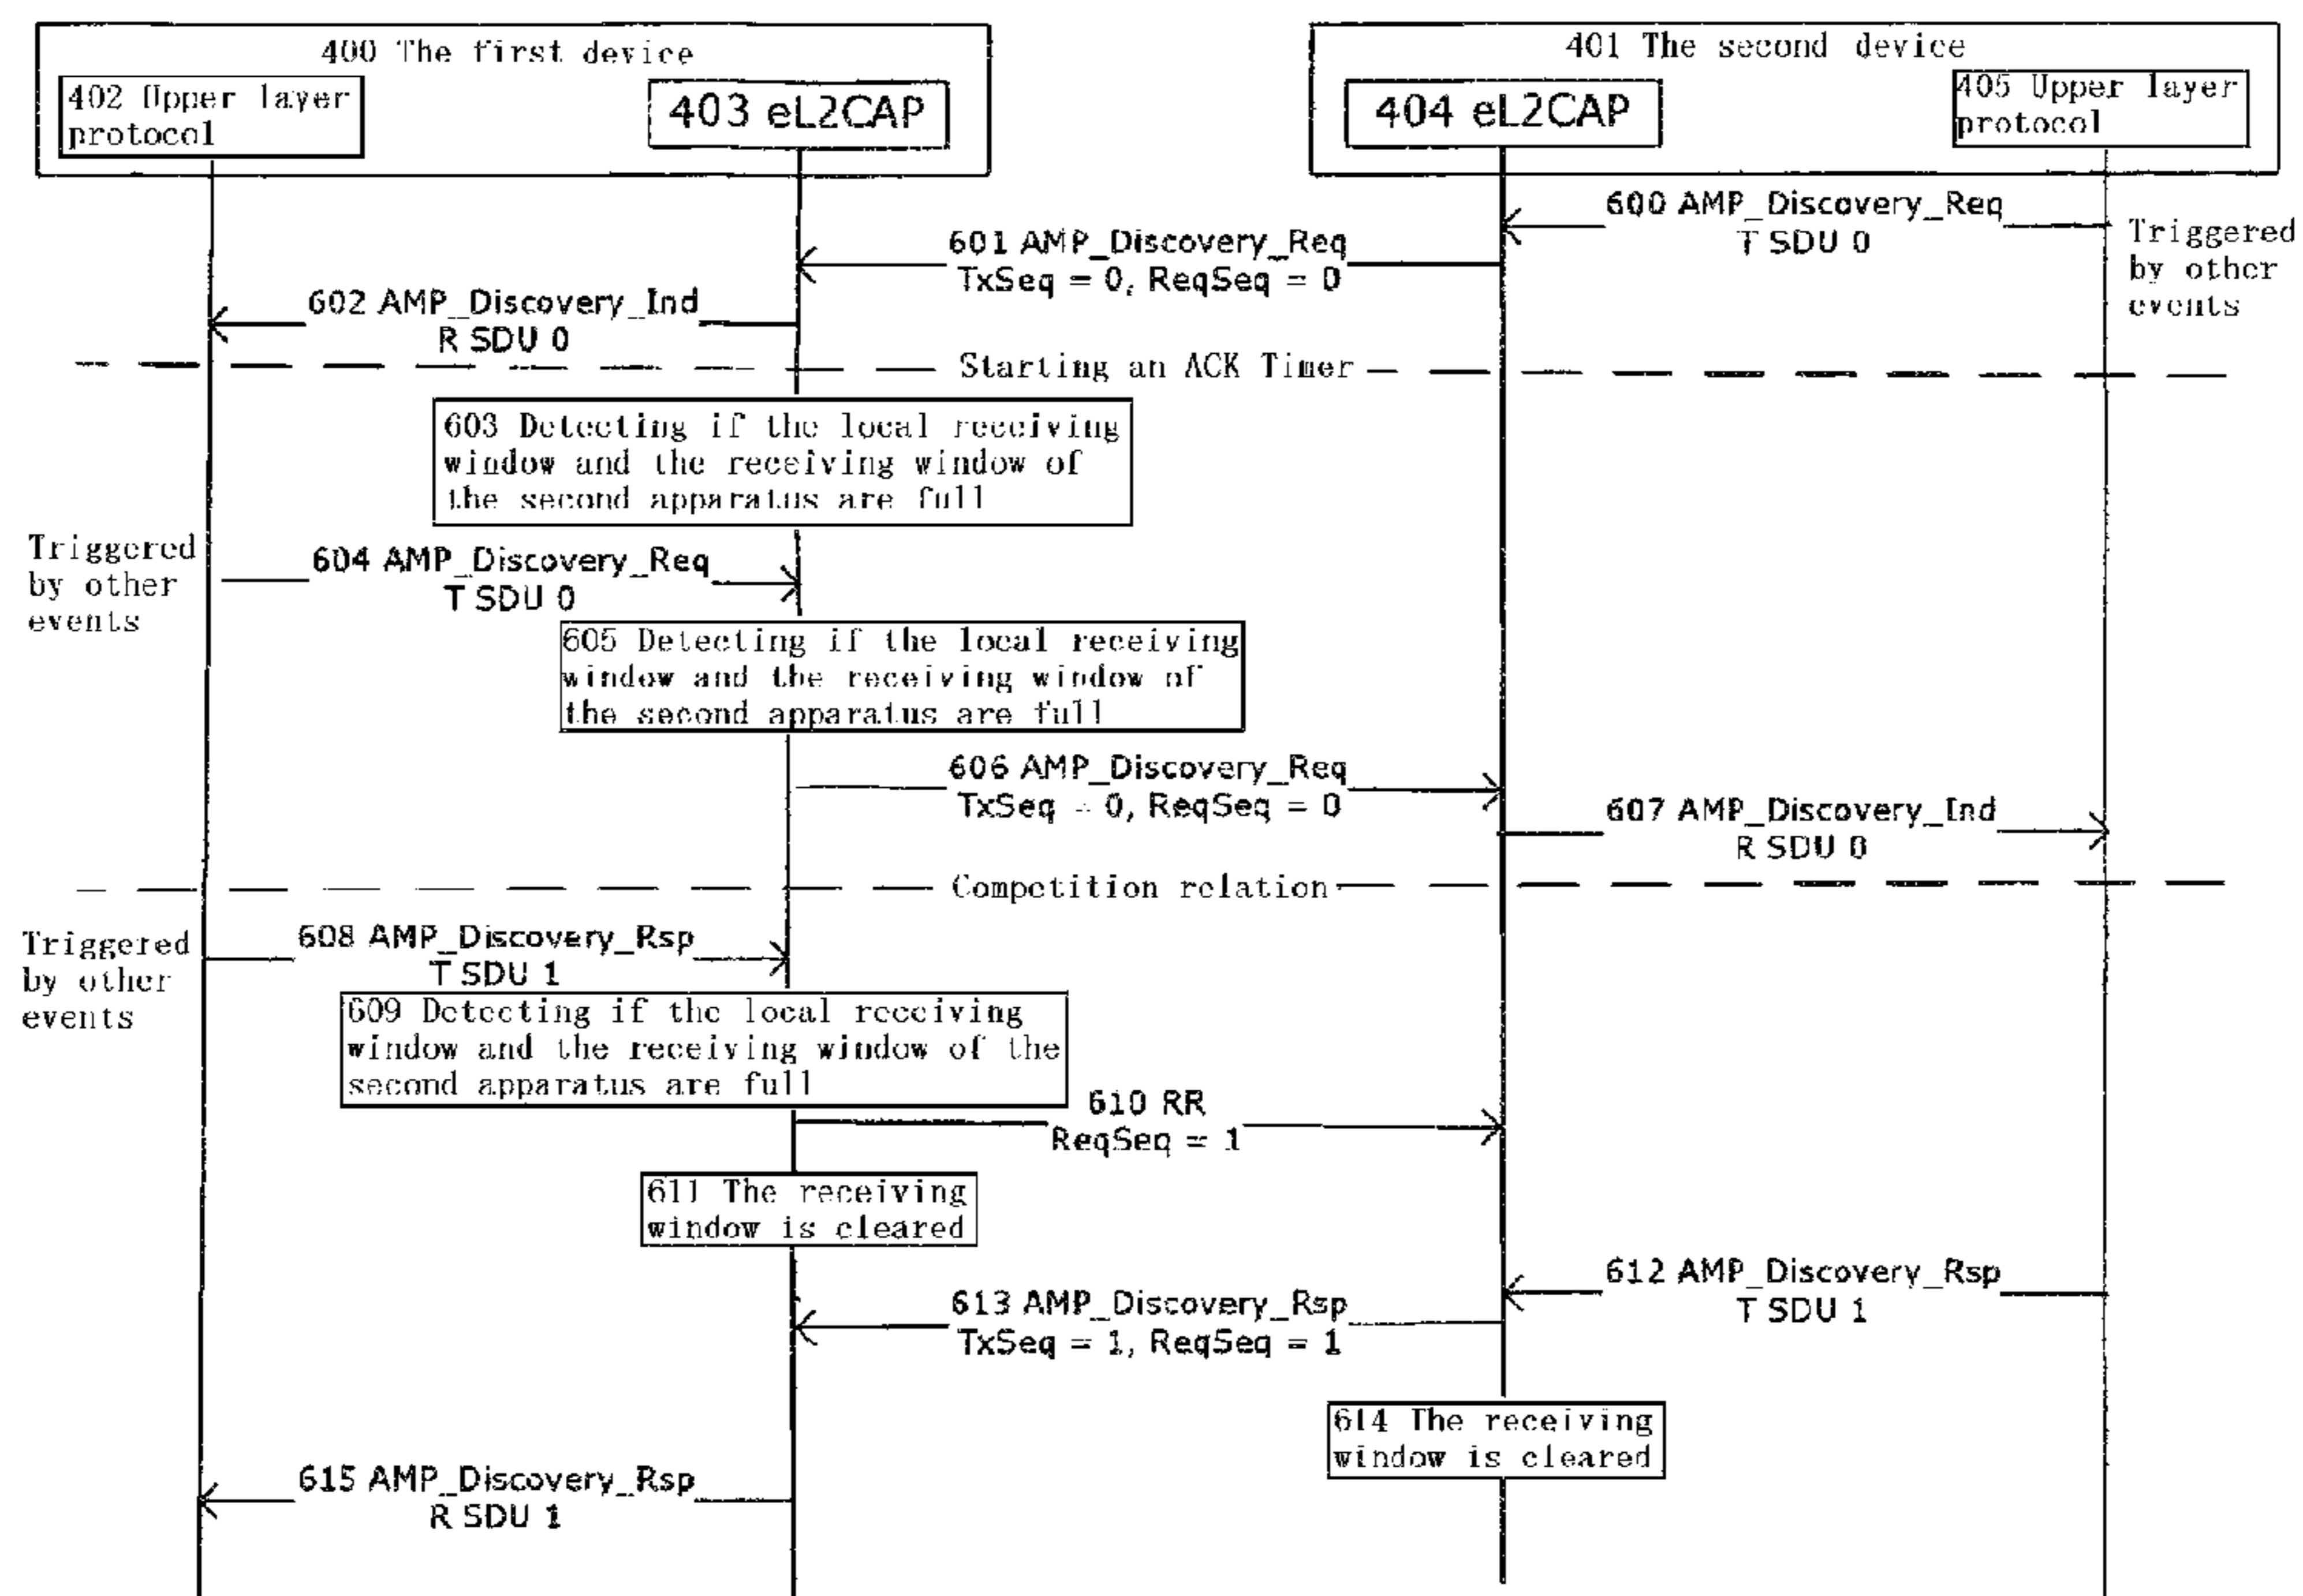 400 The first device
401 The second device
402 Upper layer
protocol
403 eL2CAP
404 eL2CAP
405 Upper layer
protocol
600 AMP_Discovery_Req
T SDU 0
Triggered
by other
events
601 AMP_Discovery_Req
TxSeq = 0, ReqSeq = 0
602 AMP_Discovery_Ind
R SDU 0
Starting an ACK Timer
603 Detecting if the local receiving
window and the receiving window of
the second apparatus are full
Triggered
by other
events
604 AMP_Discovery_Req
T SDU 0
605 Detecting if the local receiving
window and the receiving window of
the second apparatus are full
606 AMP_Discovery_Req
TxSeq = 0, ReqSeq = 0
607 AMP_Discovery_Ind
R SDU 0
Competition relation
Triggered
by other
events
608 AMP_Discovery_Rsp
T SDU 1
609 Detecting if the local receiving
window and the receiving window of the
second apparatus are full
610 RR
ReqSeq = 1
611 The receiving
window is cleared
612 AMP_Discovery_Rsp
T SDU 1
613 AMP_Discovery_Rsp
TxSeq = 1, ReqSeq = 1
614 The receiving
window is cleared
615 AMP_Discovery_Rsp
R SDU 1